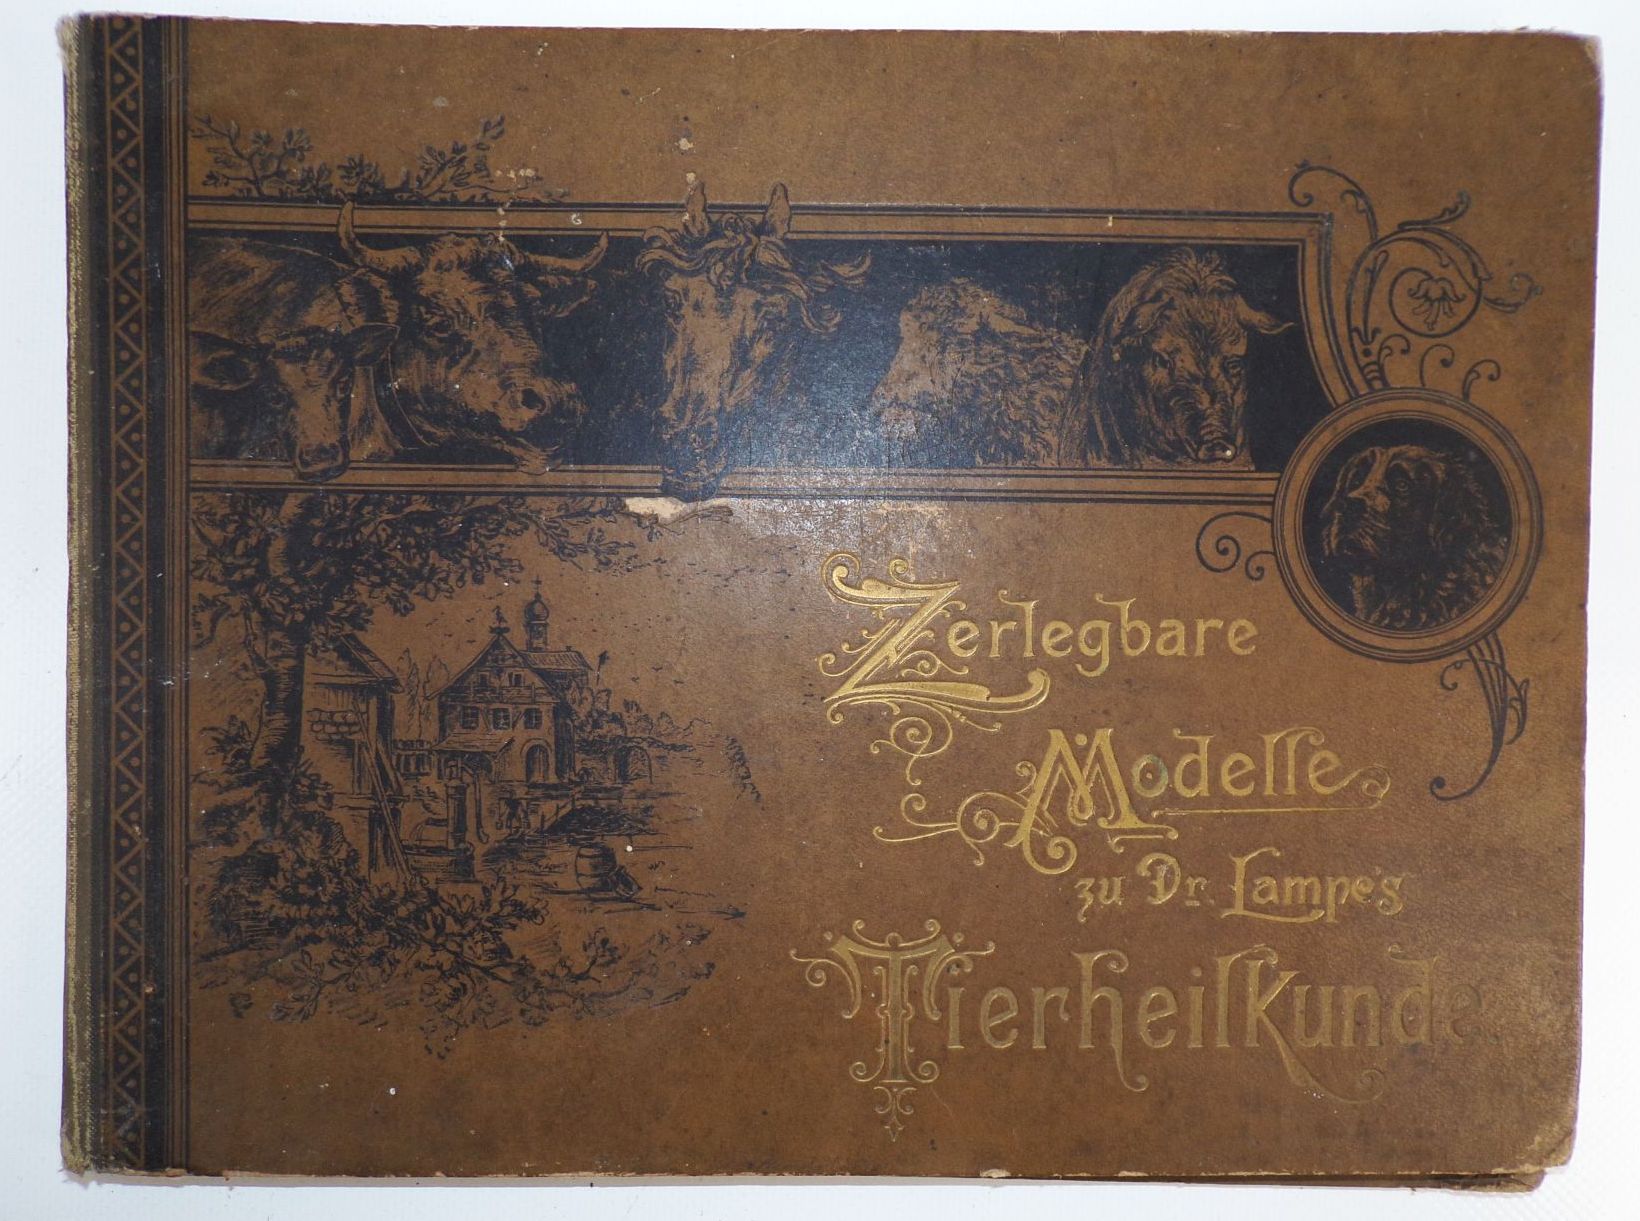 Zerlegbare
Modelle
zu Dr. Lampe's
Tierheilkunde.